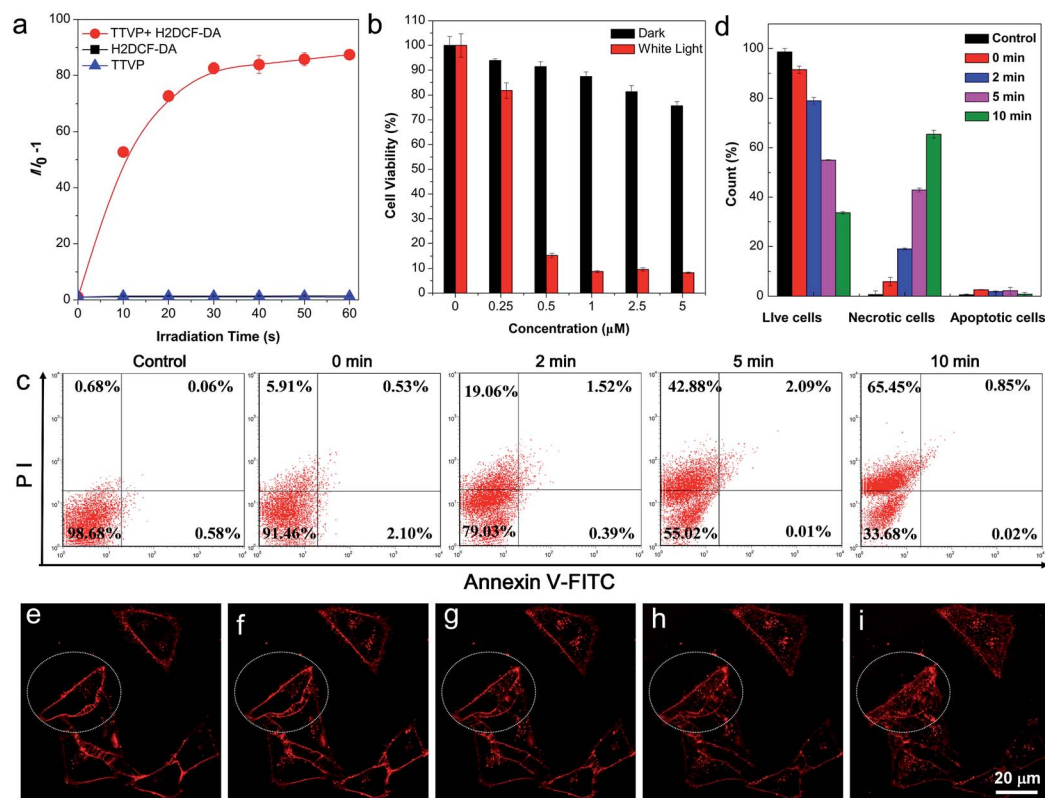 a
TTVP+ H2DCF-DA
H2DCF-DA
TTVP
I/I0 -1
100
80
60
40
20
0
0 10 20 30 40 50 60
Irradiation Time (s)
b
Dark
White Light
Cell Viability (%)
110
100
90
80
70
60
50
40
30
20
10
0
0 0.25 0.5 1 2.5 5
Concentration (μM)
d
Control
0 min
2 min
5 min
10 min
Count (%)
100
80
60
40
20
0
LIve cells Necrotic cells Apoptotic cells
c
Control 0 min 2 min 5 min 10 min
0.68% 0.06% 5.91% 0.53% 19.06% 1.52% 42.88% 2.09% 65.45% 0.85%
P I
98.68% 0.58% 91.46% 2.10% 79.03% 0.39% 55.02% 0.01% 33.68% 0.02%
Annexin V-FITC
e f g h i
20 μm